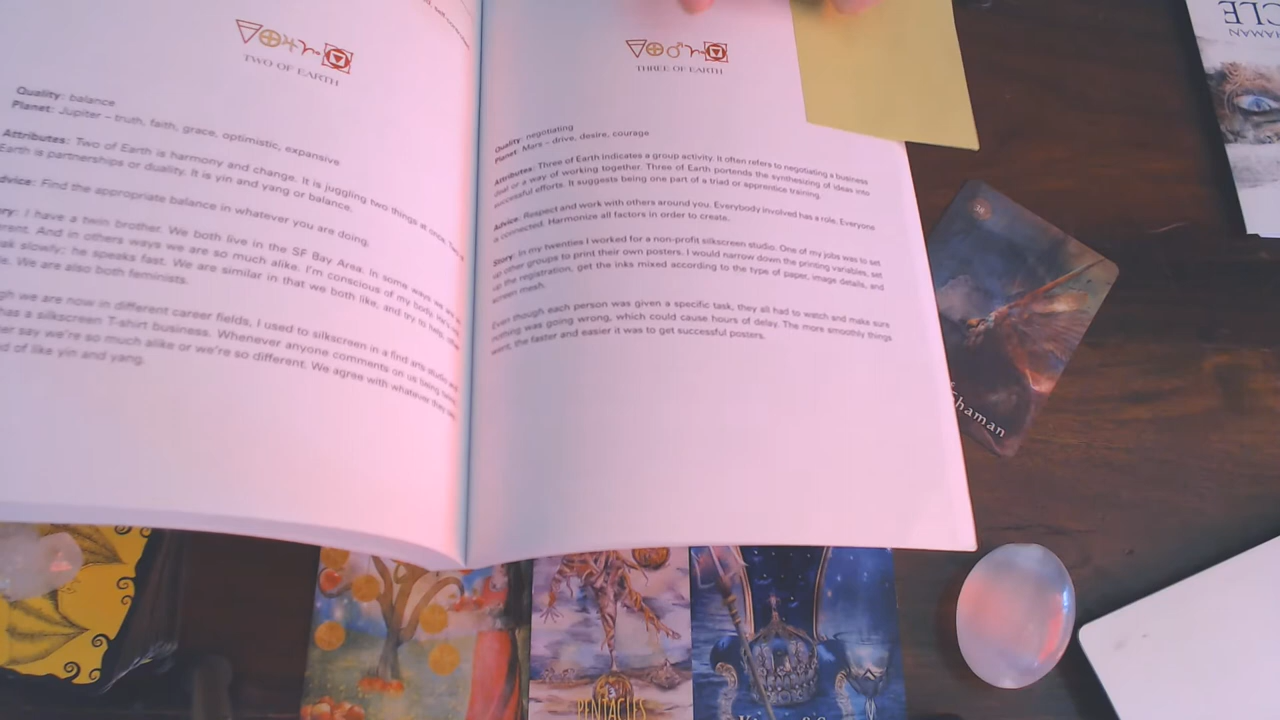 TWO OF EARTH
Quality: balance
Planet: Jupiter – truth, faith, grace, optimistic, expansive
Attributes: Two of Earth is harmony and change. It is juggling two things at once.
Earth is partnerships or duality. It is yin and yang or balance.
Advice: Find the appropriate balance in whatever you are doing.
I have a twin brother. We both live in the SF Bay Area. In some ways we are
And in others ways we are so much alike. I'm conscious of my body.
slowly; he speaks fast. We are similar in that we both like, and try to help,
We are also both feminists.
we are now in different career fields, I used to silkscreen in a find arts studio and
has a silkscreen T-shirt business. Whenever anyone comments on us being twins
say we're so much alike or we're so different. We agree with whatever they say
of like yin and yang.
THREE OF EARTH
Quality: negotiating
Planet: Mars – drive, desire, courage
Attributes: Three of Earth indicates a group activity. It often refers to negotiating a business
deal or a way of working together. Three of Earth portends the synthesizing of ideas into
successful efforts. It suggests being one part of a triad or apprentice training.
Advice: Respect and work with others around you. Everybody involved has a role. Everyone
is connected. Harmonize all factors in order to create.
Story: In my twenties I worked for a non-profit silkscreen studio. One of my jobs was to set
up other groups to print their own posters. I would narrow down the printing variables, set
up the registration, get the inks mixed according to the type of paper, image details, and
screen mesh.
Even though each person was given a specific task, they all had to watch and make sure
nothing was going wrong, which could cause hours of delay. The more smoothly things
went, the faster and easier it was to get successful posters.
Shaman
3
PENTACLES